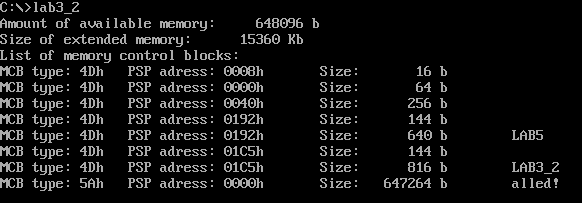 C:\>lab3_2
Amount of available memory: 648096 b
Size of extended memory: 15360 Kb
List of memory control blocks:
MCB type: 4Dh PSP adress: 0008h Size: 16 b
MCB type: 4Dh PSP adress: 0000h Size: 64 b
MCB type: 4Dh PSP adress: 0040h Size: 256 b
MCB type: 4Dh PSP adress: 0192h Size: 144 b
MCB type: 4Dh PSP adress: 0192h Size: 640 b LAB5
MCB type: 4Dh PSP adress: 01C5h Size: 144 b
MCB type: 4Dh PSP adress: 01C5h Size: 816 b LAB3_2
MCB type: 5Ah PSP adress: 0000h Size: 647264 b alled!